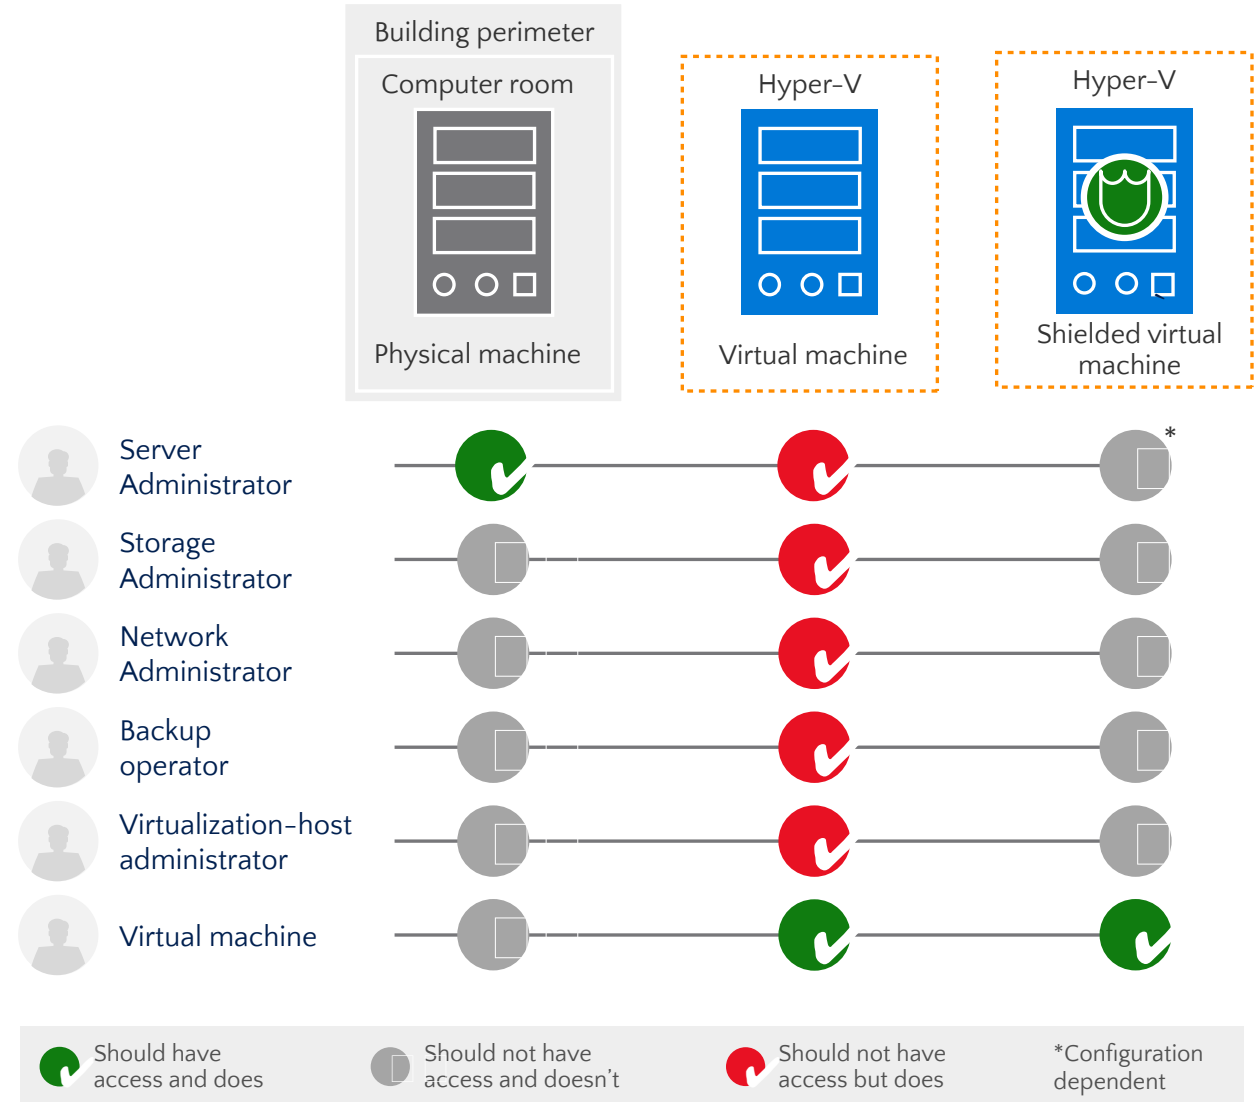 Building perimeter
Computer room
Hyper-V
Hyper-V
Physical machine
Virtual machine
Shielded virtual
machine
Server
Administrator
*
Storage
Administrator
Network
Administrator
Backup
operator
Virtualization-host
administrator
Virtual machine
Should have
access and does
Should not have
access and doesn't
Should not have
access but does
*Configuration
dependent